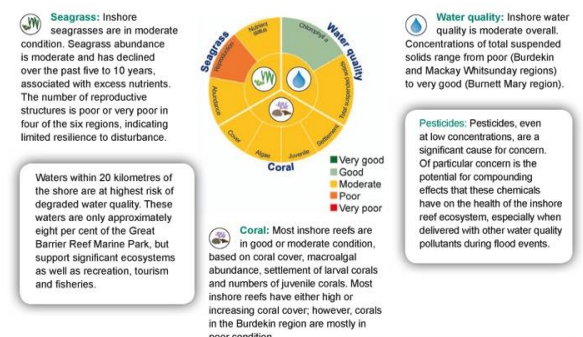 Seagrass: Inshore
seagrasses are in moderate
condition. Seagrass abundance
is moderate and has declined
over the past five to 10 years,
associated with excess nutrients.
The number of reproductive
structures is poor or very poor in
four of the six regions, indicating
limited resilience to disturbance.
Waters within 20 kilometres of
the shore are at highest risk of
degraded water quality. These
waters are only approximately
eight per cent of the Great
Barrier Reef Marine Park, but
support significant ecosystems
as well as recreation, tourism
and fisheries.
Seagrass
Water quality
Coral
Nutrient
status
Reproduction
Abundance
Cover
Algae
Juvenile
Settlement
Total suspended solids
Chlorophyll a
Very good
Good
Moderate
Poor
Very poor
Coral: Most inshore reefs are
in good or moderate condition,
based on coral cover, macroalgal
abundance, settlement of larval corals
and numbers of juvenile corals. Most
inshore reefs have either high or
increasing coral cover; however, corals
in the Burdekin region are mostly in
poor condition.
Water quality: Inshore water
quality is moderate overall.
Concentrations of total suspended
solids range from poor (Burdekin
and Mackay Whitsunday regions)
to very good (Burnett Mary region).
Pesticides: Pesticides, even
at low concentrations, are a
significant cause for concern.
Of particular concern is the
potential for compounding
effects that these chemicals
have on the health of the inshore
reef ecosystem, especially when
delivered with other water quality
pollutants during flood events.